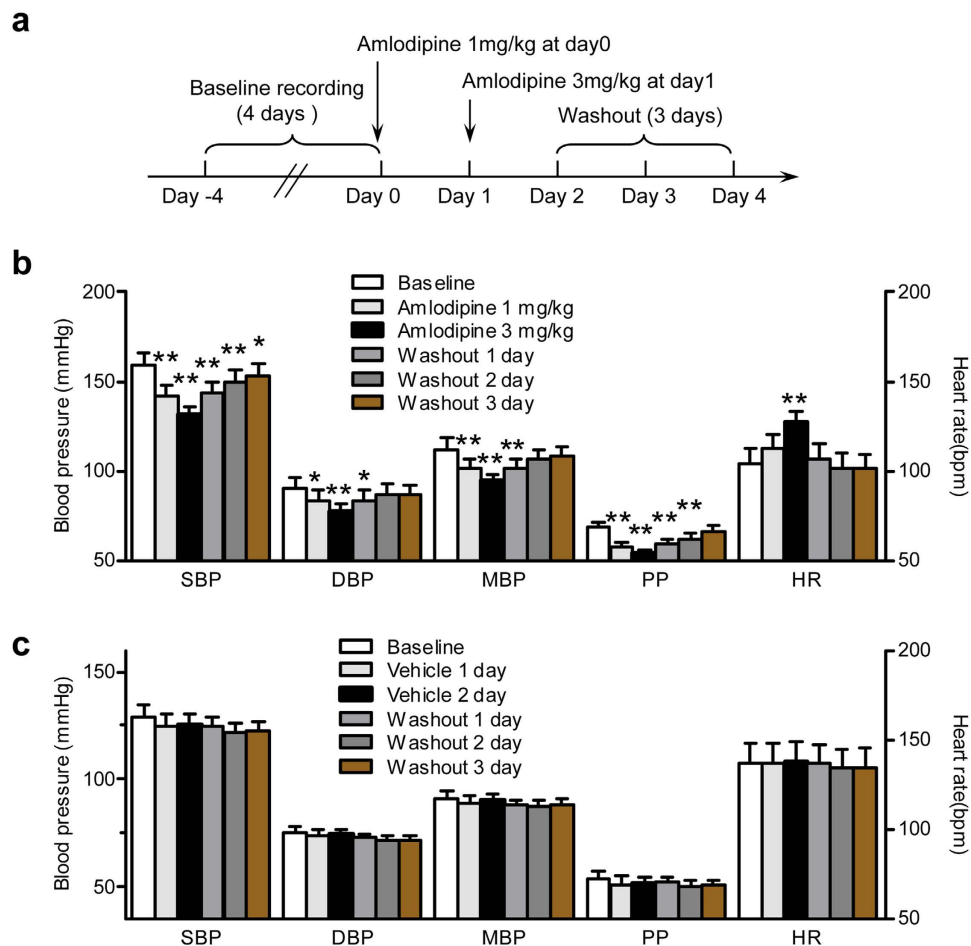 a
Amlodipine 1mg/kg at day0
Amlodipine 3mg/kg at day1
Baseline recording
(4 days )
Washout (3 days)
Day -4
Day 0
Day 1
Day 2
Day 3
Day 4
b
Baseline
Amlodipine 1 mg/kg
Amlodipine 3 mg/kg
Washout 1 day
Washout 2 day
Washout 3 day
Blood pressure (mmHg)
200
150
100
50
** ** ** ** *
* ** *
** ** **
** ** ** **
**
SBP
DBP
MBP
PP
HR
200
150
100
50
Heart rate(bpm)
c
Baseline
Vehicle 1 day
Vehicle 2 day
Washout 1 day
Washout 2 day
Washout 3 day
Blood pressure (mmHg)
150
100
50
SBP
DBP
MBP
PP
HR
200
150
100
50
Heart rate(bpm)